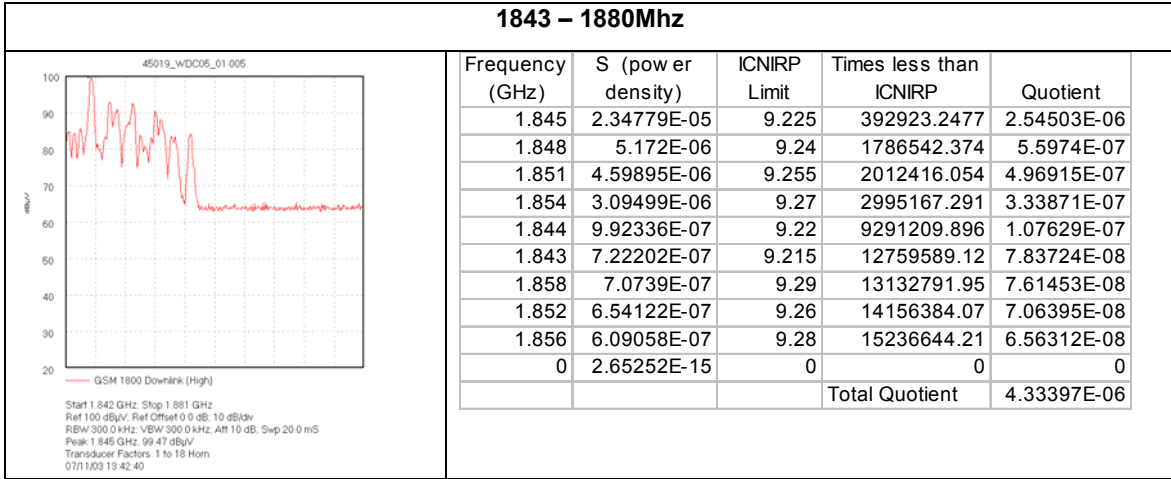 1843 – 1880Mhz
45019_WDC05_01 005
100
90
80
70
60
50
40
30
20
dBµV
GSM 1800 Downlink (High)
Start 1.842 GHz; Stop 1.881 GHz
Ref 100 dBµV; Ref Offset 0.0 dB; 10 dB/div
RBW 300.0 kHz; VBW 300.0 kHz; Att 10 dB; Swp 20.0 mS
Peak 1.845 GHz, 99.47 dBµV
Transducer Factors: 1 to 18 Horn
07/11/03 13:42:40
Frequency (GHz) S (power density) ICNIRP Limit Times less than ICNIRP Quotient
1.845 2.34779E-05 9.225 392923.2477 2.54503E-06
1.848 5.172E-06 9.24 1786542.374 5.5974E-07
1.851 4.59895E-06 9.255 2012416.054 4.96915E-07
1.854 3.09499E-06 9.27 2995167.291 3.33871E-07
1.844 9.92336E-07 9.22 9291209.896 1.07629E-07
1.843 7.22202E-07 9.215 12759589.12 7.83724E-08
1.858 7.0739E-07 9.29 13132791.95 7.61453E-08
1.852 6.54122E-07 9.26 14156384.07 7.06395E-08
1.856 6.09058E-07 9.28 15236644.21 6.56312E-08
0 2.65252E-15 0 0 0
Total Quotient 4.33397E-06